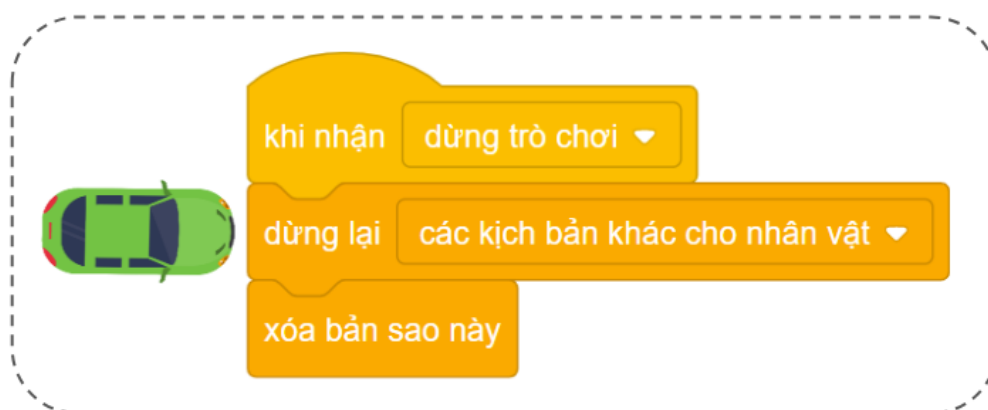 khi nhận dừng trò chơi
dừng lại các kịch bản khác cho nhân vật
xóa bản sao này